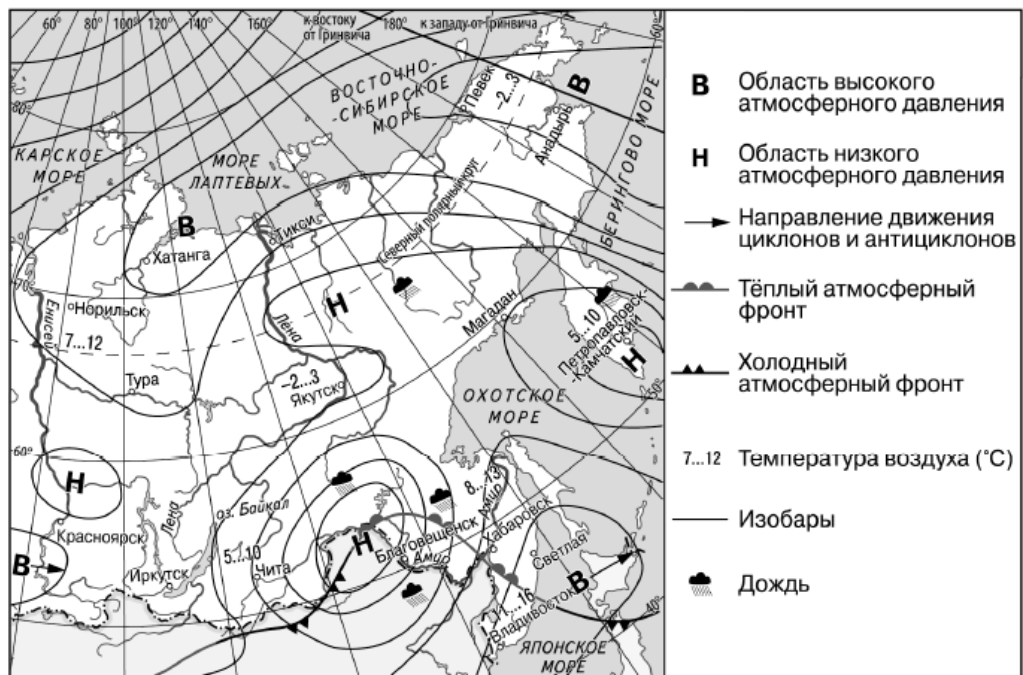 60° 80° 100° 120° 140° 160° к востоку от Гринвича 180° к западу от Гринвича 60°
80°
ВОСТОЧНО-
-СИБИРСКОЕ
МОРЕ
Певек
-2...3
В
Анадырь
БЕРИНГОВО МОРЕ
КАРСКОЕ
МОРЕ
МОРЕ
ЛАПТЕВЫХ
В
Хатанга
Тикси
Северный полярный круг
70°
Норильск
Енисей
7...12
Н
Лена
Магадан
5...10
Петропавловск-
-Камчатский
Н
Тура
-2...3
Якутск
ОХОТСКОЕ
МОРЕ
50°
60°
Н
Красноярск
Лена
оз. Байкал
8...13
Амур
В
Иркутск
5...10
Чита
Н
Благовещенск
Амур
Хабаровск
Светлая
В
11...16
Владивосток
40°
ЯПОНСКОЕ
МОРЕ
В Область высокого
атмосферного давления
Н Область низкого
атмосферного давления
Направление движения
циклонов и антициклонов
Тёплый атмосферный
фронт
Холодный
атмосферный фронт
7...12 Температура воздуха (°C)
Изобары
Дождь